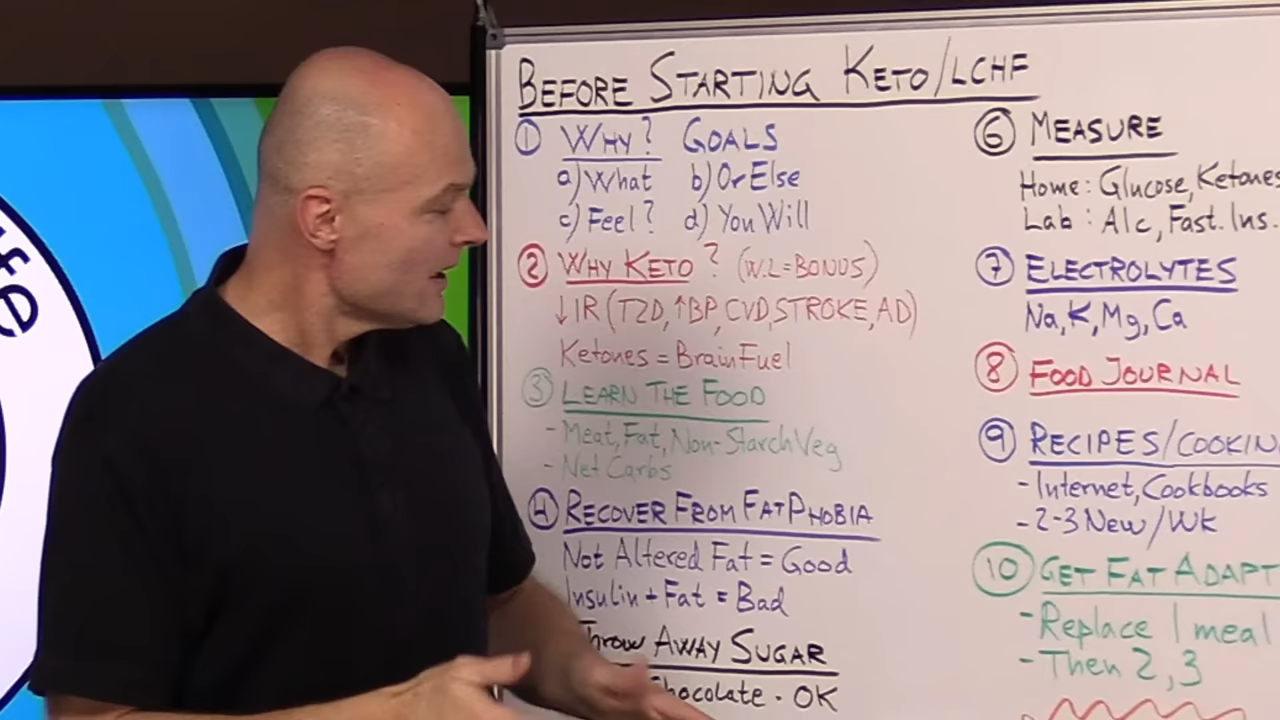 ife
BEFORE STARTING KETO/LCHF
① WHY? GOALS
a) What b) Or Else
c) Feel? d) You Will
② WHY KETO? (W.L=BONUS)
↓IR (T2D, ↑BP, CVD, STROKE, AD)
Ketones = Brain Fuel
③ LEARN THE FOOD
- Meat, Fat, Non-Starch Veg
- Net Carbs
④ RECOVER FROM FAT PHOBIA
Not Altered Fat = Good
Insulin + Fat = Bad
Throw AWAY SUGAR
Chocolate - OK
⑥ MEASURE
Home: Glucose, Ketones
Lab: A1c, Fast. Ins.
⑦ ELECTROLYTES
Na, K, Mg, Ca
⑧ FOOD JOURNAL
⑨ RECIPES/COOKIN
- Internet, Cookbooks
- 2-3 New/WK
⑩ GET FAT ADAPT
- Replace 1 meal
- Then 2, 3